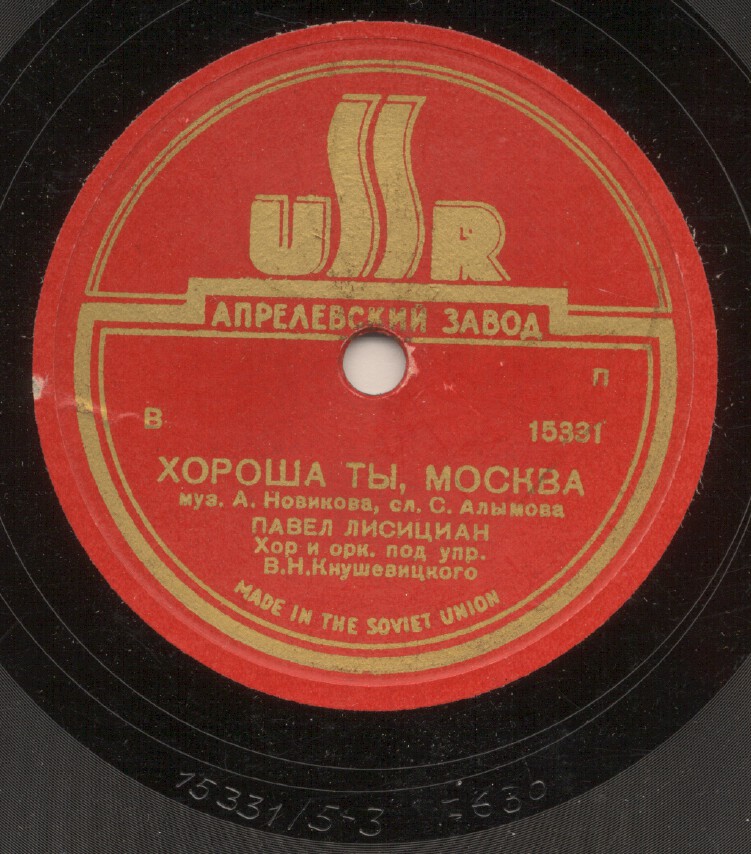 USSR
АПРЕЛЕВСКИЙ ЗАВОД
П
В 15331
ХОРОША ТЫ, МОСКВА
муз. А. Новикова, сл. С. Алымова
ПАВЕЛ ЛИСИЦИАН
Хор и орк. под упр.
В.Н.Кнушевицкого
MADE IN THE SOVIET UNION
15331/5-3 =630